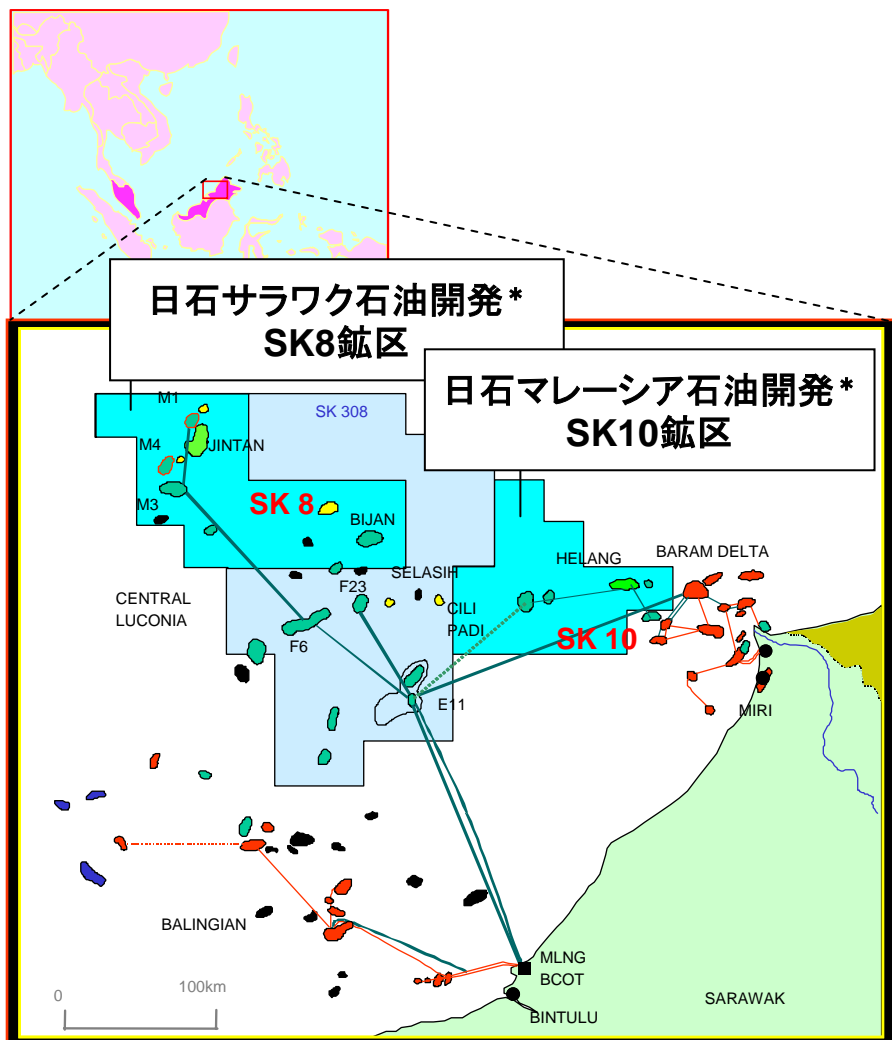 日石サラワク石油開発*
SK8鉱区
日石マレーシア石油開発*
SK10鉱区
M1
SK 308
M4
JINTAN
M3
SK 8
BIJAN
HELANG
BARAM DELTA
SELASIH
F23
CENTRAL
LUCONIA
CILI
PADI
F6
SK 10
E11
MIRI
BALINGIAN
MLNG
BCOT
0
100km
SARAWAK
BINTULU